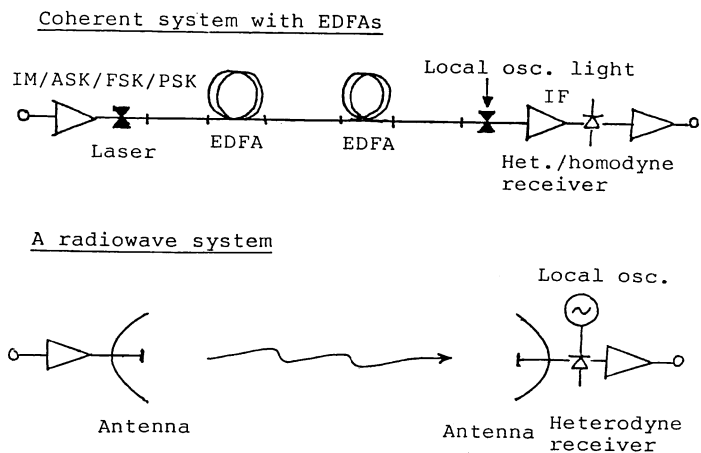 Coherent system with EDFAs
Local osc. light
IM/ASK/FSK/PSK
IF
Laser
EDFA
EDFA
Het./homodyne
receiver
A radiowave system
Local osc.
~
Antenna
Antenna
Heterodyne
receiver